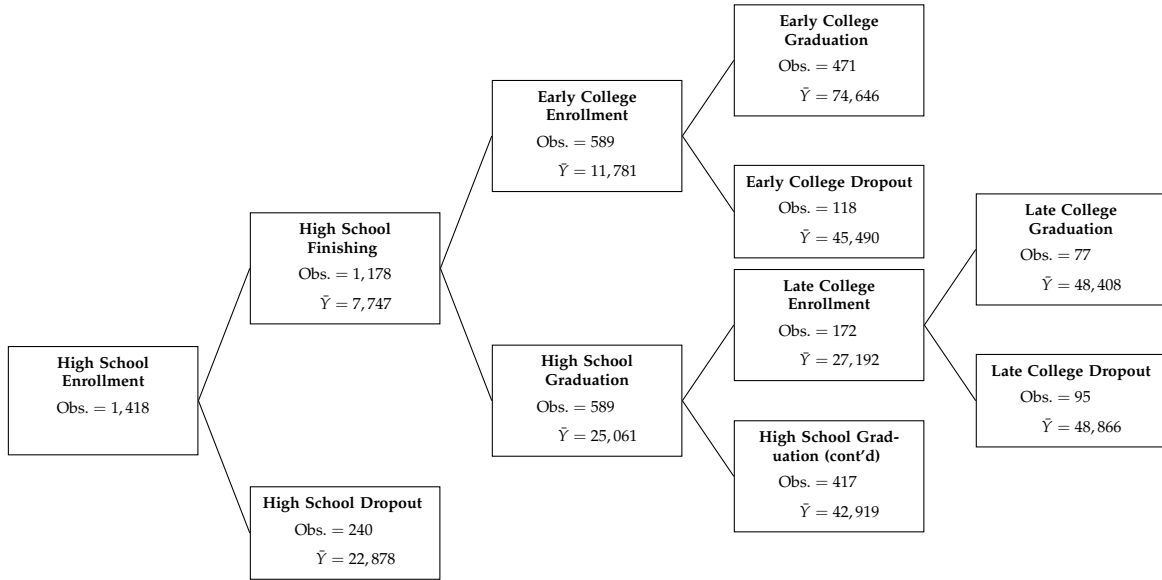 High School
Enrollment
Obs. = 1,418
High School
Finishing
Obs. = 1,178
Ȳ = 7,747
High School Dropout
Obs. = 240
Ȳ = 22,878
Early College
Enrollment
Obs. = 589
Ȳ = 11,781
High School
Graduation
Obs. = 589
Ȳ = 25,061
Early College
Graduation
Obs. = 471
Ȳ = 74,646
Early College Dropout
Obs. = 118
Ȳ = 45,490
Late College
Enrollment
Obs. = 172
Ȳ = 27,192
High School Grad-
uation (cont'd)
Obs. = 417
Ȳ = 42,919
Late College
Graduation
Obs. = 77
Ȳ = 48,408
Late College Dropout
Obs. = 95
Ȳ = 48,866